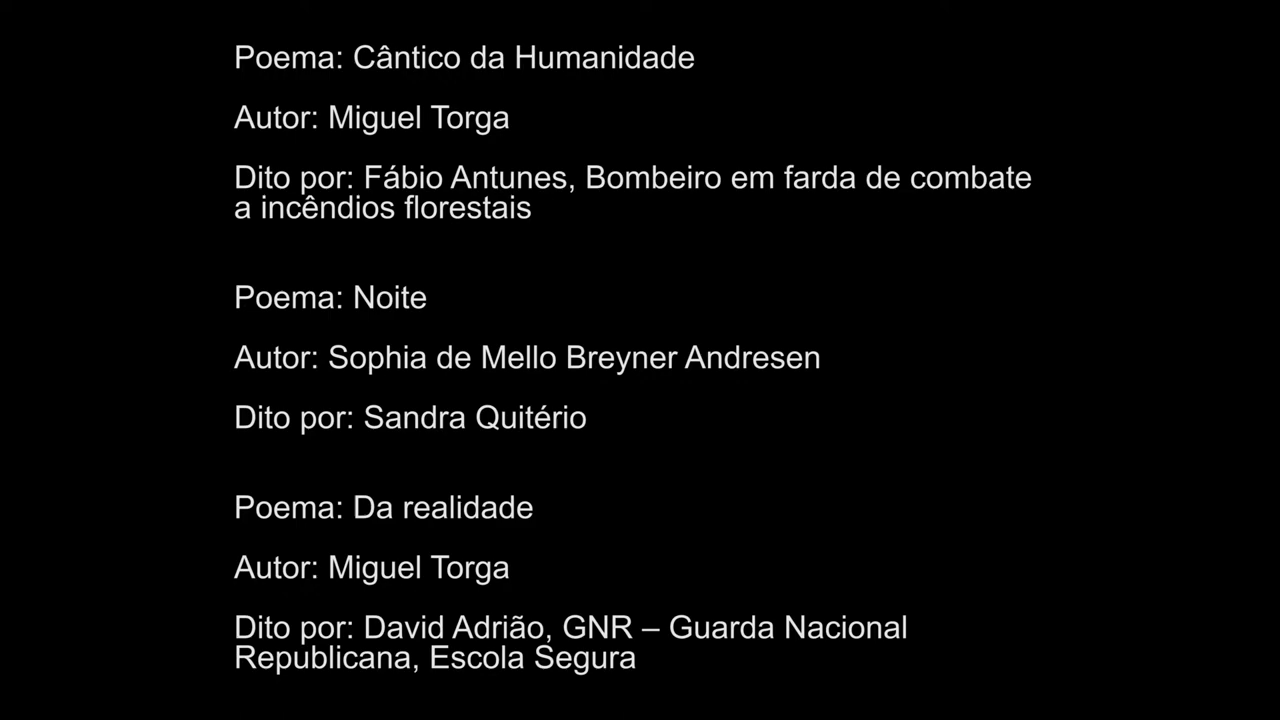 Poema: Cântico da Humanidade
Autor: Miguel Torga
Dito por: Fábio Antunes, Bombeiro em farda de combate
a incêndios florestais
Poema: Noite
Autor: Sophia de Mello Breyner Andresen
Dito por: Sandra Quitério
Poema: Da realidade
Autor: Miguel Torga
Dito por: David Adrião, GNR – Guarda Nacional
Republicana, Escola Segura